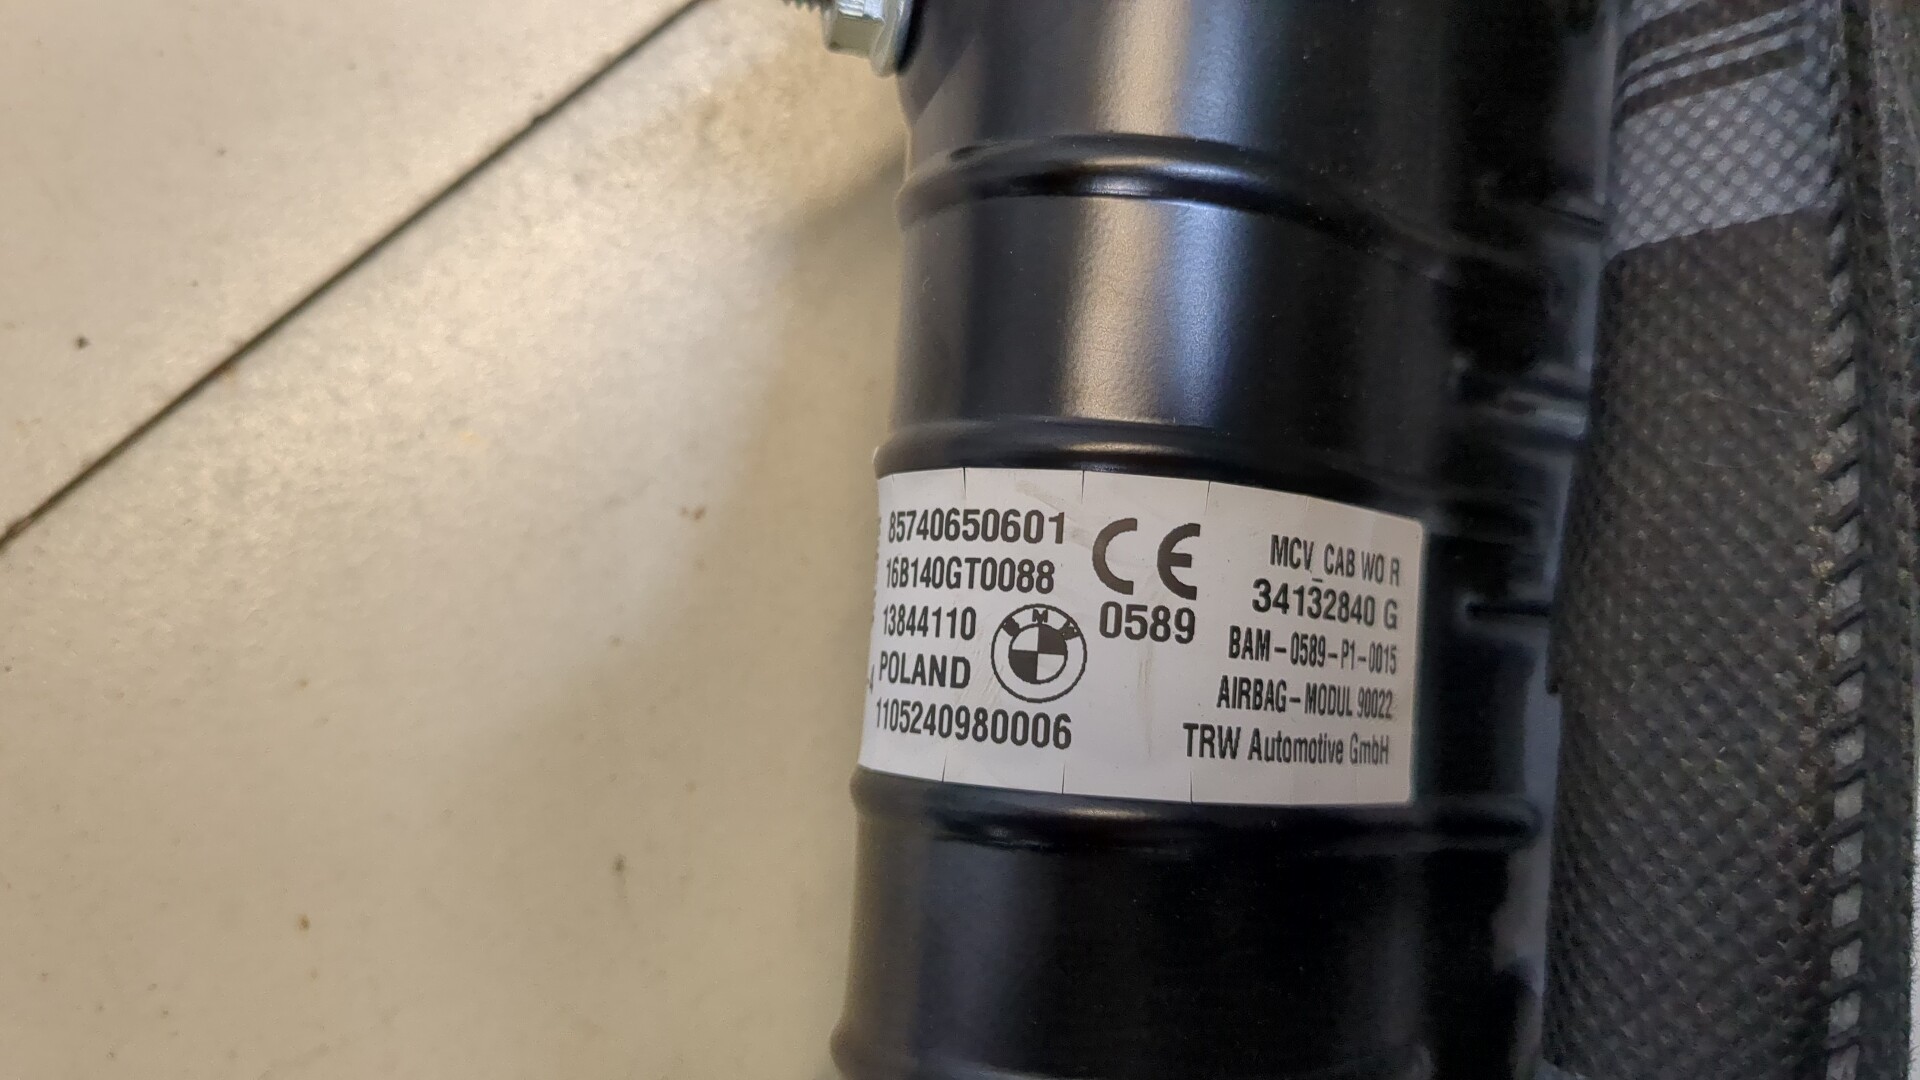 85740650601
16B140GT0088
13844110
POLAND
1105240980006
CE
0589
MCV_CAB WO R
34132840 G
BAM-0589-P1-0015
AIRBAG-MODUL 90022
TRW Automotive GmbH